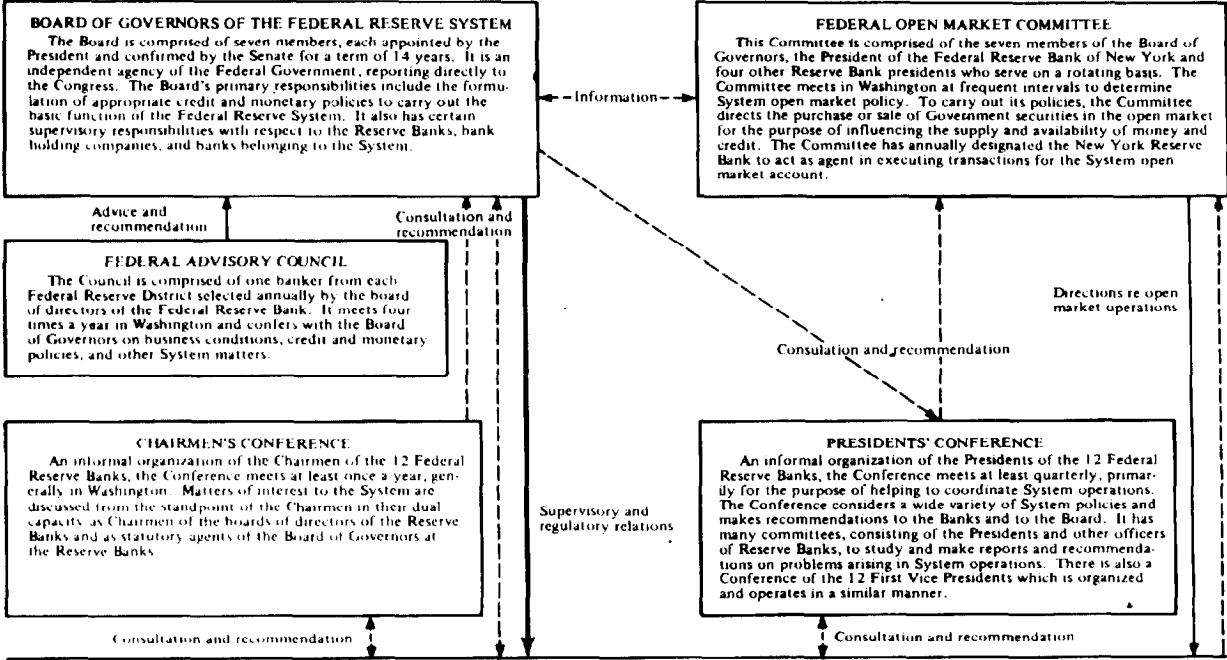 BOARD OF GOVERNORS OF THE FEDERAL RESERVE SYSTEM
The Board is comprised of seven members, each appointed by the
President and confirmed by the Senate for a term of 14 years. It is an
independent agency of the Federal Government, reporting directly to
the Congress. The Board's primary responsibilities include the formu-
lation of appropriate credit and monetary policies to carry out the
basic function of the Federal Reserve System. It also has certain
supervisory responsibilities with respect to the Reserve Banks, bank
holding companies, and banks belonging to the System.
Information
FEDERAL OPEN MARKET COMMITTEE
This Committee is comprised of the seven members of the Board of
Governors, the President of the Federal Reserve Bank of New York and
four other Reserve Bank presidents who serve on a rotating basis. The
Committee meets in Washington at frequent intervals to determine
System open market policy. To carry out its policies, the Committee
directs the purchase or sale of Government securities in the open market
for the purpose of influencing the supply and availability of money and
credit. The Committee has annually designated the New York Reserve
Bank to act as agent in executing transactions for the System open
market account.
Advice and
recommendation
Consultation and
recommendation
FEDERAL ADVISORY COUNCIL
The Council is comprised of one banker from each
Federal Reserve District selected annually by the board
of directors of the Federal Reserve Bank. It meets four
times a year in Washington and confers with the Board
of Governors on business conditions, credit and monetary
policies, and other System matters.
Directions re open
market operations
Consulation and recommendation
CHAIRMEN'S CONFERENCE
An informal organization of the Chairmen of the 12 Federal
Reserve Banks, the Conference meets at least once a year, gen-
erally in Washington. Matters of interest to the System are
discussed from the standpoint of the Chairmen in their dual
capacity as Chairmen of the boards of directors of the Reserve
Banks and as statutory agents of the Board of Governors at
the Reserve Banks
Supervisory and
regulatory relations
PRESIDENTS' CONFERENCE
An informal organization of the Presidents of the 12 Federal
Reserve Banks, the Conference meets at least quarterly, primar-
ily for the purpose of helping to coordinate System operations.
The Conference considers a wide variety of System policies and
makes recommendations to the Banks and to the Board. It has
many committees, consisting of the Presidents and other officers
of Reserve Banks, to study and make reports and recommenda-
tions on problems arising in System operations. There is also a
Conference of the 12 First Vice Presidents which is organized
and operates in a similar manner.
Consultation and recommendation
Consultation and recommendation